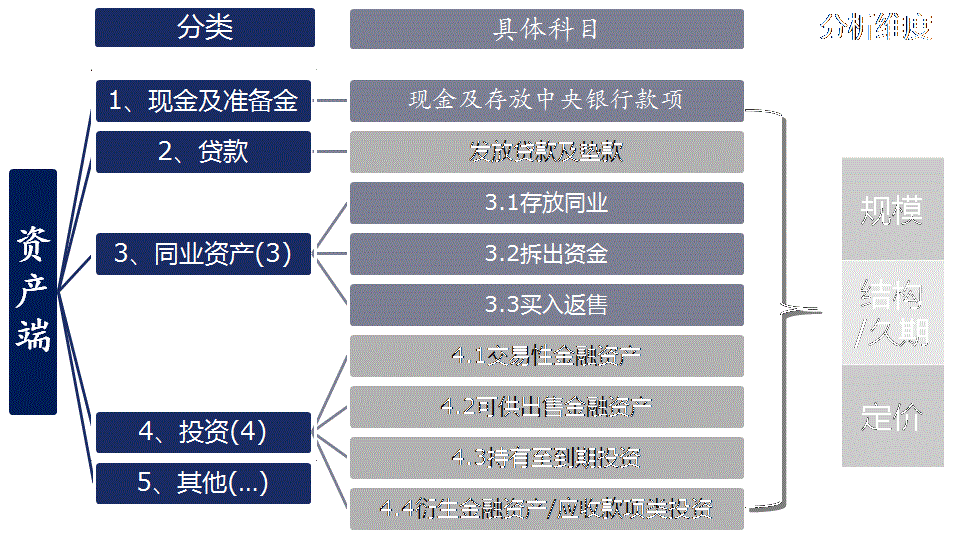 分类
具体科目
分析维度
资产端
1、现金及准备金
现金及存放中央银行款项
2、贷款
发放贷款及垫款
3、同业资产(3)
3.1存放同业
3.2拆出资金
3.3买入返售
4、投资(4)
4.1交易性金融资产
4.2可供出售金融资产
4.3持有至到期投资
4.4衍生金融资产/应收款项类投资
5、其他(...)
规模
结构
/久期
定价